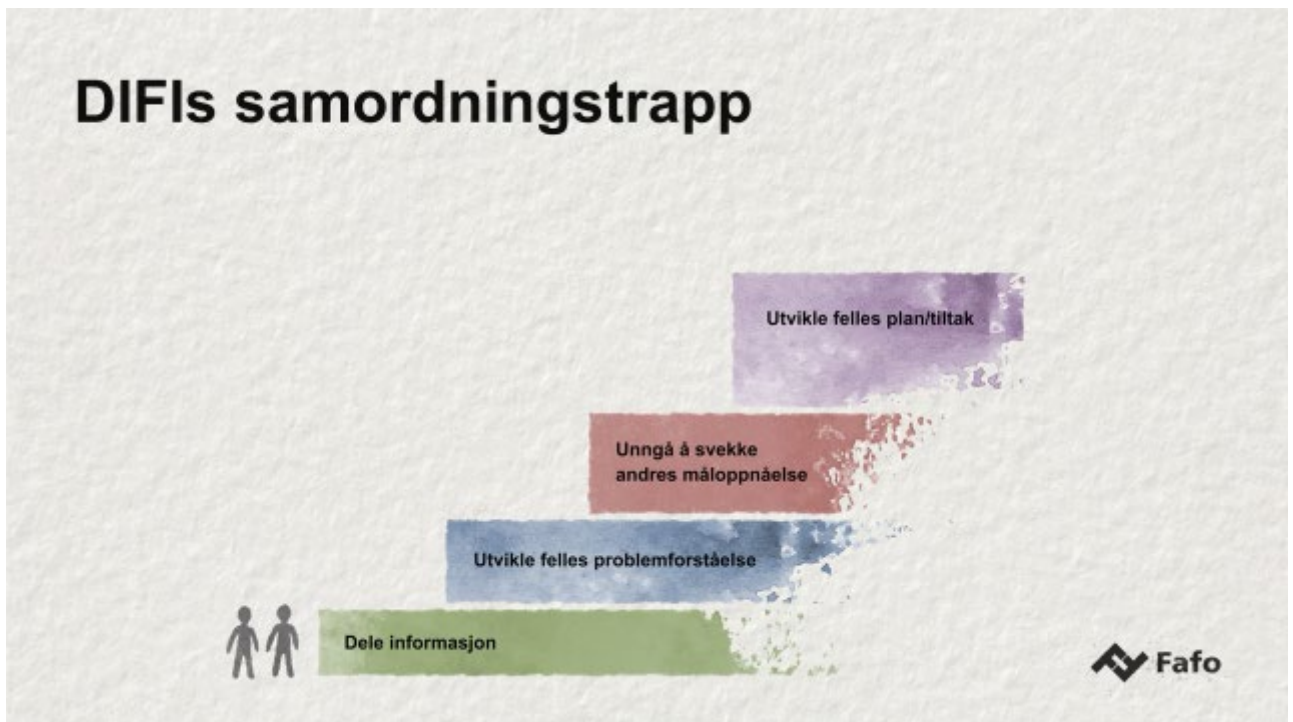 DIFIs samordningstrapp
Utvikle felles plan/tiltak
Unngå å svekke
andres måloppnåelse
Utvikle felles problemforståelse
Dele informasjon
Fafo